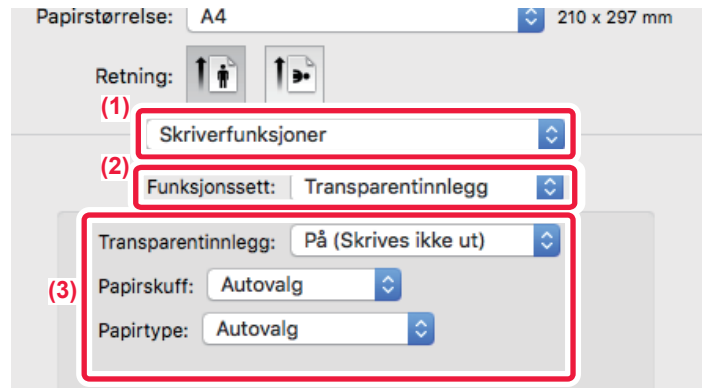 Papirstørrelse: A4 210 x 297 mm
Retning:
(1)
Skriverfunksjoner
(2)
Funksjonssett: Transparentinnlegg
(3)
Transparentinnlegg: På (Skrives ikke ut)
Papirskuff: Autovalg
Papirtype: Autovalg